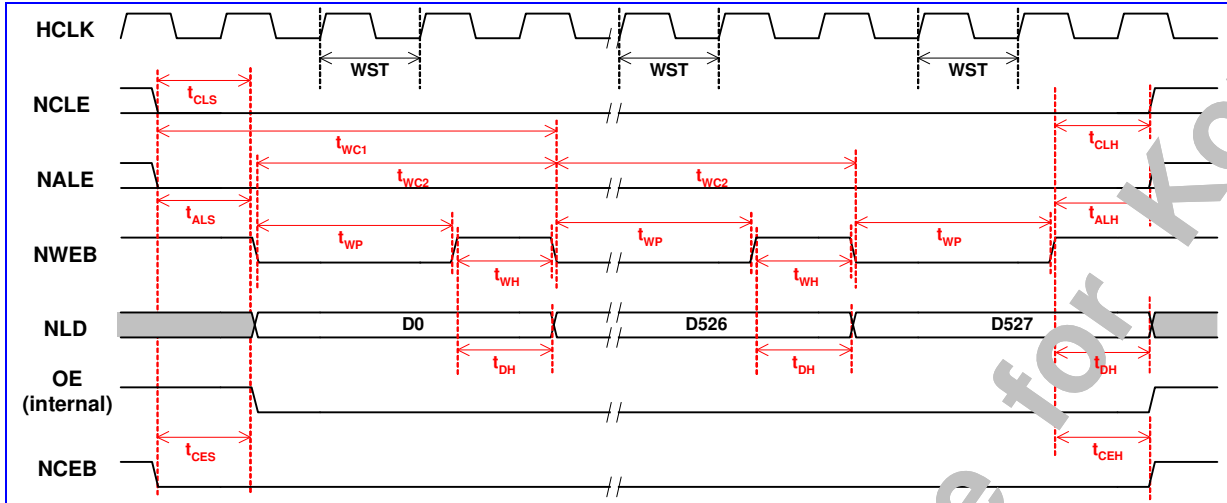 HCLK
WST WST WST
NCLE
tCLS
tCLH
tWC1
NALE
tWC2 tWC2
tALS
tALH
NWEB
tWP tWP tWP
tWH tWH
NLD
D0 D526 D527
tDH tDH tDH
OE
(internal)
tCES
tCEH
NCEB
for